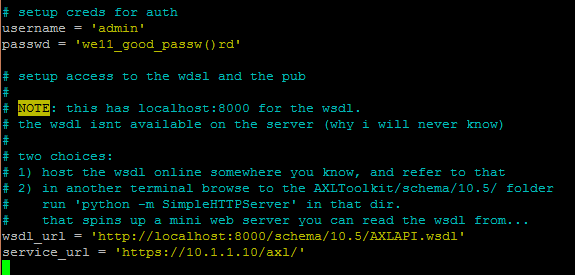 # setup creds for auth
username = 'admin'
passwd = 'we11_good_passw()rd'
# setup access to the wdsl and the pub
#
# NOTE: this has localhost:8000 for the wsdl.
# the wsdl isnt available on the server (why i will never know)
#
# two choices:
# 1) host the wsdl online somewhere you know, and refer to that
# 2) in another terminal browse to the AXLToolkit/schema/10.5/ folder
#    run 'python -m SimpleHTTPServer' in that dir.
#    that spins up a mini web server you can read the wsdl from...
wsdl_url = 'http://localhost:8000/schema/10.5/AXLAPI.wsdl'
service_url = 'https://10.1.1.10/axl/'